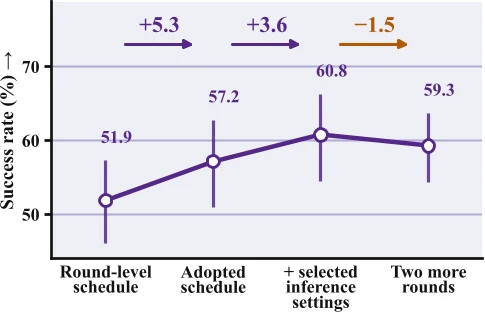 +5.3 +3.6 −1.5
Success rate (%) →
70
60
50
51.9
57.2
60.8
59.3
Round-level
schedule
Adopted
schedule
+ selected
inference
settings
Two more
rounds